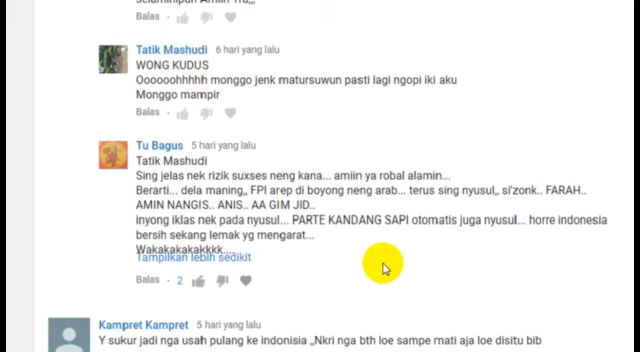 Balas
Tatik Mashudi 6 hari yang lalu
WONG KUDUS
Oooooohhhhh monggo jenk matursuwun pasti lagi ngopi iki aku
Monggo mampir
Balas
Tu Bagus 5 hari yang lalu
Tatik Mashudi
Sing jelas nek rizik suxses neng kana... amiin ya robal alamin...
Berarti... dela maning,, FPI arep di boyong neng arab... terus sing nyusul,, si'zonk.. FARAH..
AMIN NANGIS.. ANIS.. AA GIM JID..
inyong iklas nek pada nyusul... PARTE KANDANG SAPI otomatis juga nyusul... horre indonesia
bersih sekang lemak yg mengarat...
Wakakakakakkkk....
Tampilkan lebih sedikit
Balas 2
Kampret Kampret 5 hari yang lalu
Y sukur jadi nga usah pulang ke indonisia ,,Nkri nga bth loe sampe mati aja loe disitu bib